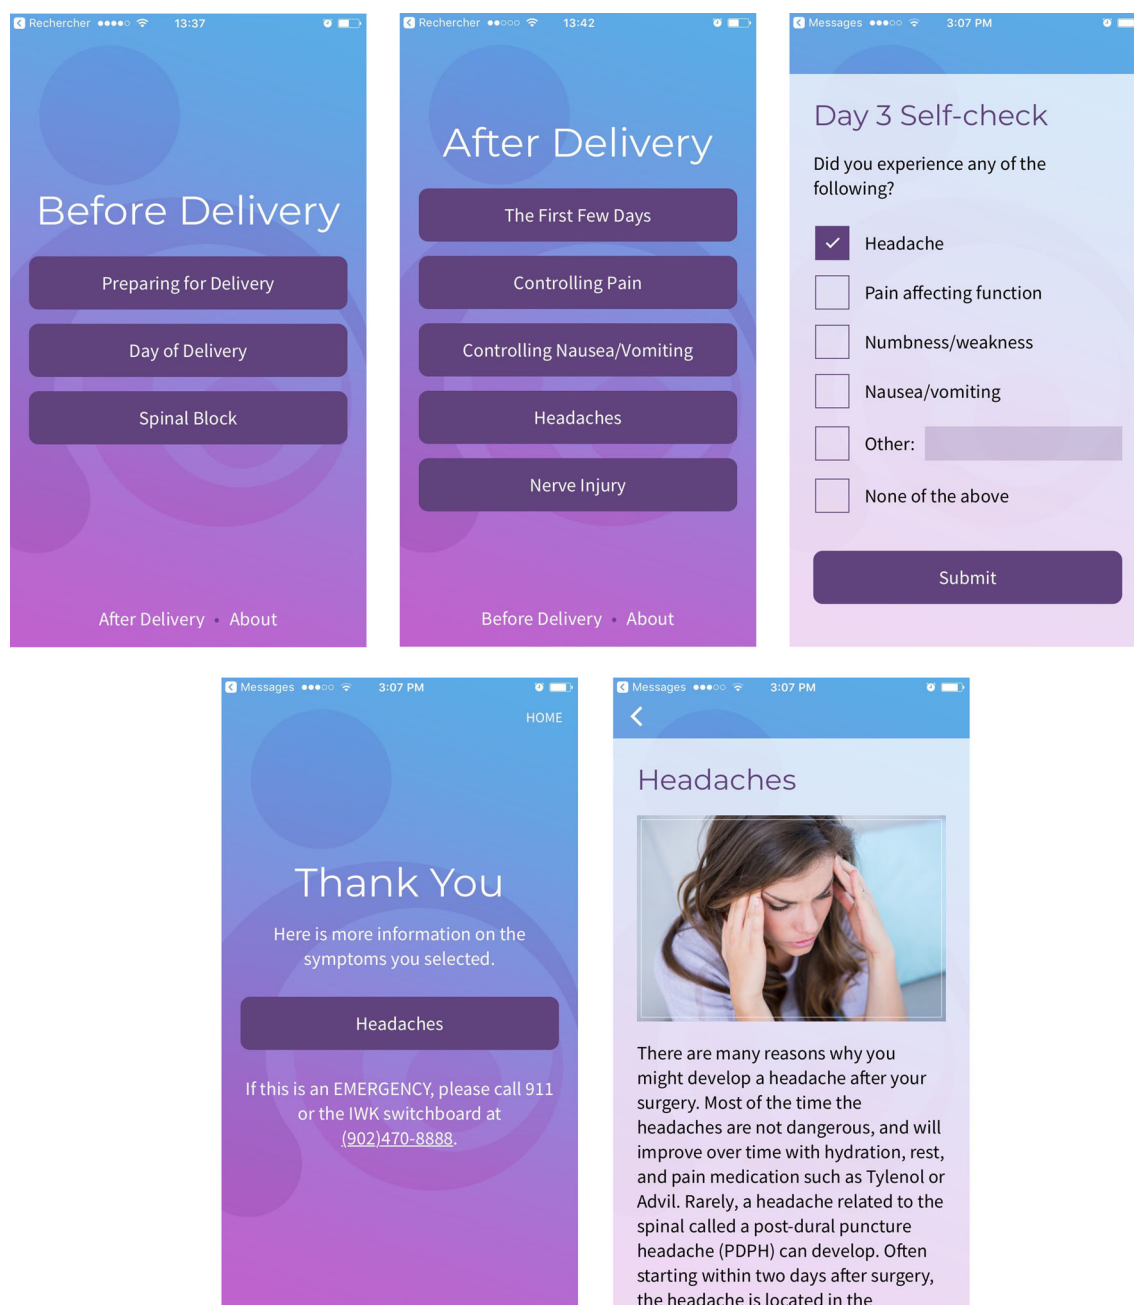 Rechercher 13:37
Before Delivery
Preparing for Delivery
Day of Delivery
Spinal Block
After Delivery • About
Rechercher 13:42
After Delivery
The First Few Days
Controlling Pain
Controlling Nausea/Vomiting
Headaches
Nerve Injury
Before Delivery • About
Messages 3:07 PM
Day 3 Self-check
Did you experience any of the
following?
Headache
Pain affecting function
Numbness/weakness
Nausea/vomiting
Other:
None of the above
Submit
Messages 3:07 PM
HOME
Thank You
Here is more information on the
symptoms you selected.
Headaches
If this is an EMERGENCY, please call 911
or the IWK switchboard at
(902)470-8888.
Messages 3:07 PM
Headaches
There are many reasons why you
might develop a headache after your
surgery. Most of the time the
headaches are not dangerous, and will
improve over time with hydration, rest,
and pain medication such as Tylenol or
Advil. Rarely, a headache related to the
spinal called a post-dural puncture
headache (PDPH) can develop. Often
starting within two days after surgery,
the headache is located in the